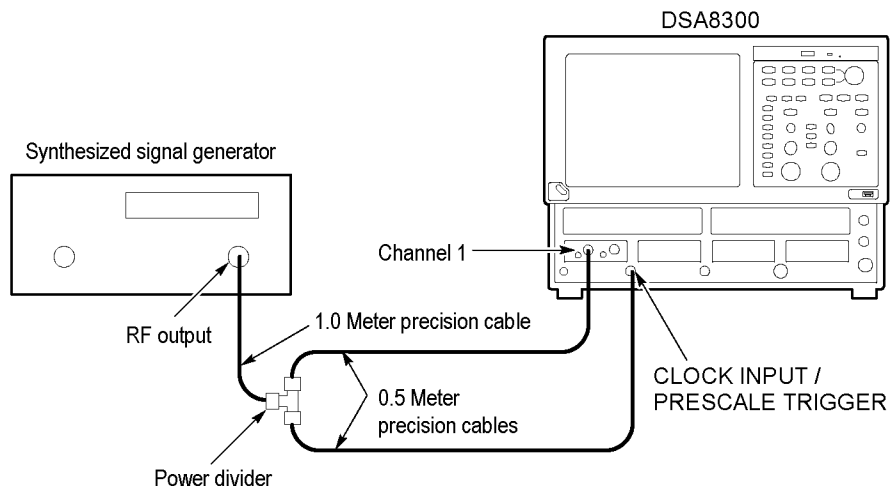 DSA8300
Synthesized signal generator
Channel 1
RF output
1.0 Meter precision cable
0.5 Meter
precision cables
CLOCK INPUT /
PRESCALE TRIGGER
Power divider